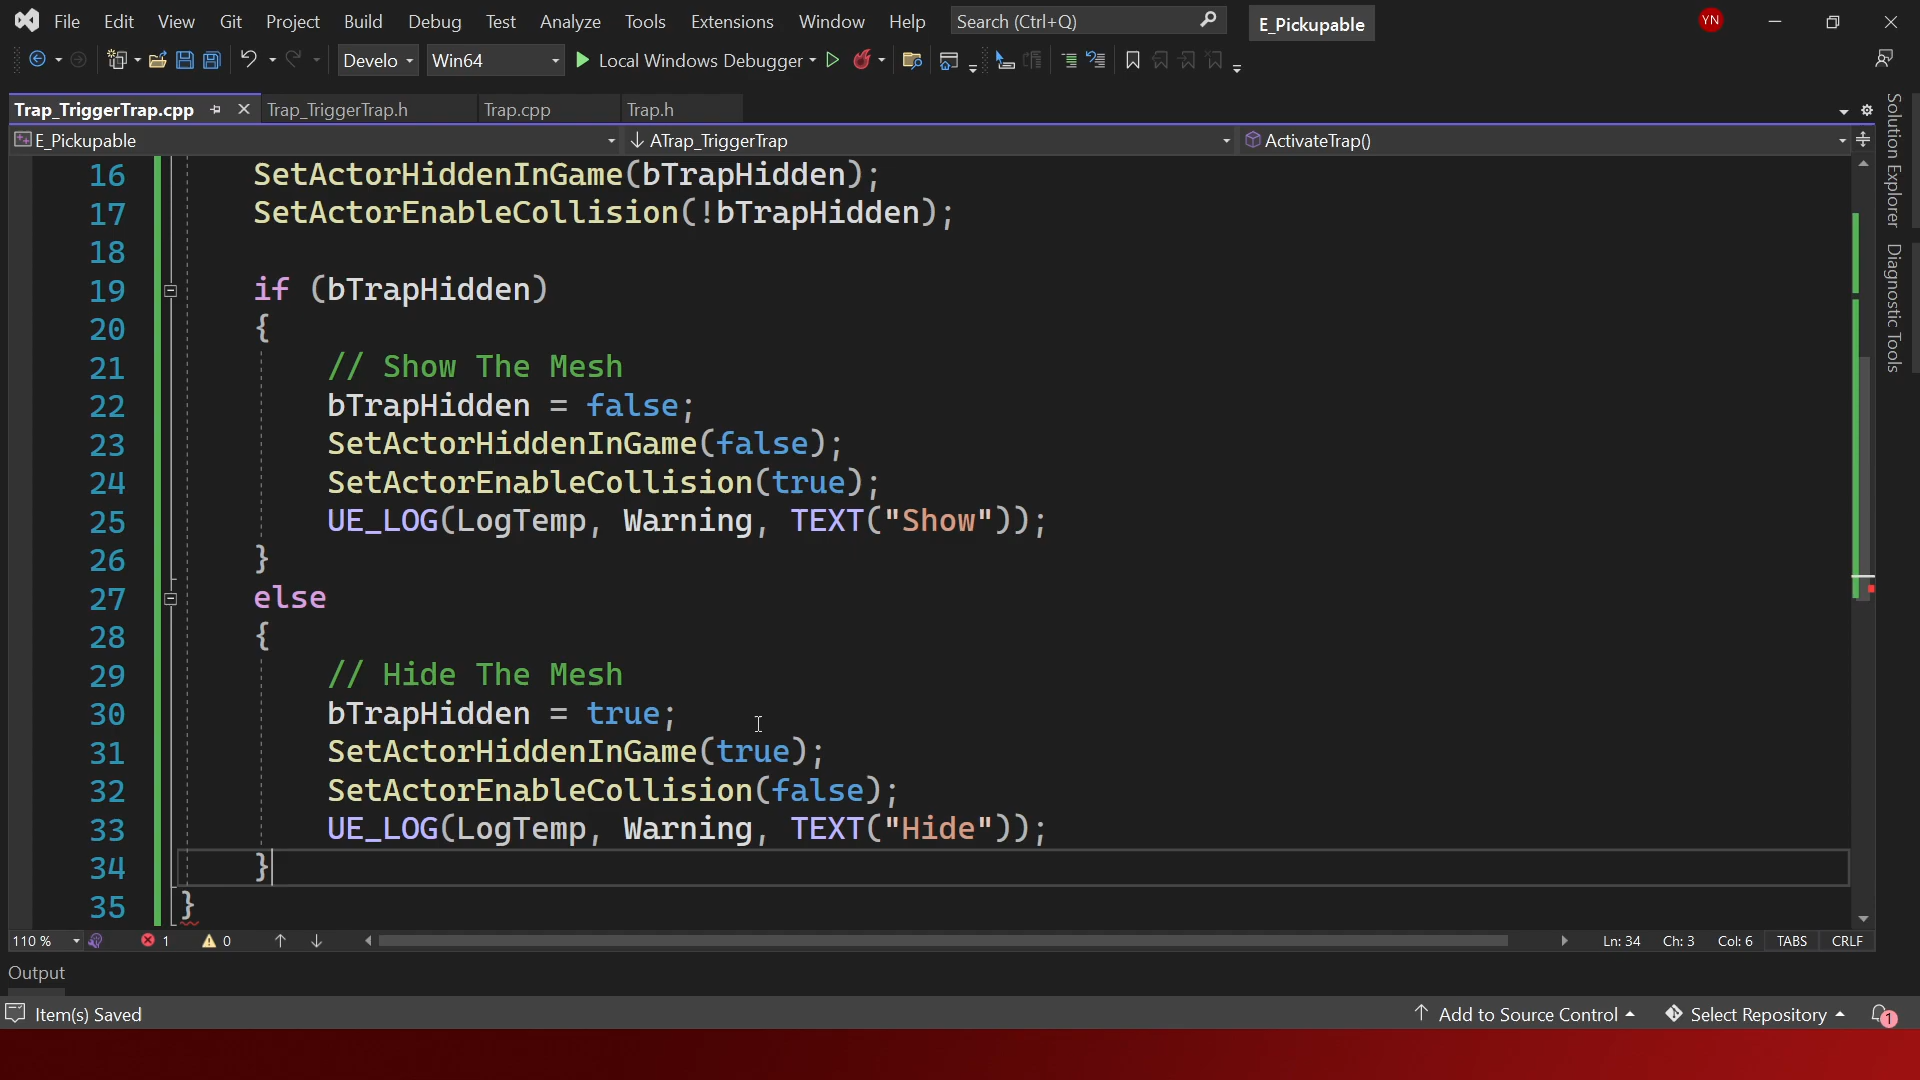 File Edit View Git Project Build Debug Test Analyze Tools Extensions Window Help Search (Ctrl+Q) E_Pickupable YN
Develo Win64 Local Windows Debugger
Trap_TriggerTrap.cpp Trap_TriggerTrap.h Trap.cpp Trap.h
E_Pickupable ATrap_TriggerTrap ActivateTrap()
16 SetActorHiddenInGame(bTrapHidden);
17 SetActorEnableCollision(!bTrapHidden);
18
19 if (bTrapHidden)
20 {
21 // Show The Mesh
22 bTrapHidden = false;
23 SetActorHiddenInGame(false);
24 SetActorEnableCollision(true);
25 UE_LOG(LogTemp, Warning, TEXT("Show"));
26 }
27 else
28 {
29 // Hide The Mesh
30 bTrapHidden = true;
31 SetActorHiddenInGame(true);
32 SetActorEnableCollision(false);
33 UE_LOG(LogTemp, Warning, TEXT("Hide"));
34 }
35 }
Solution Explorer
Diagnostic Tools
110 % 1 0 Ln: 34 Ch: 3 Col: 6 TABS CRLF
Output
Item(s) Saved Add to Source Control Select Repository 1